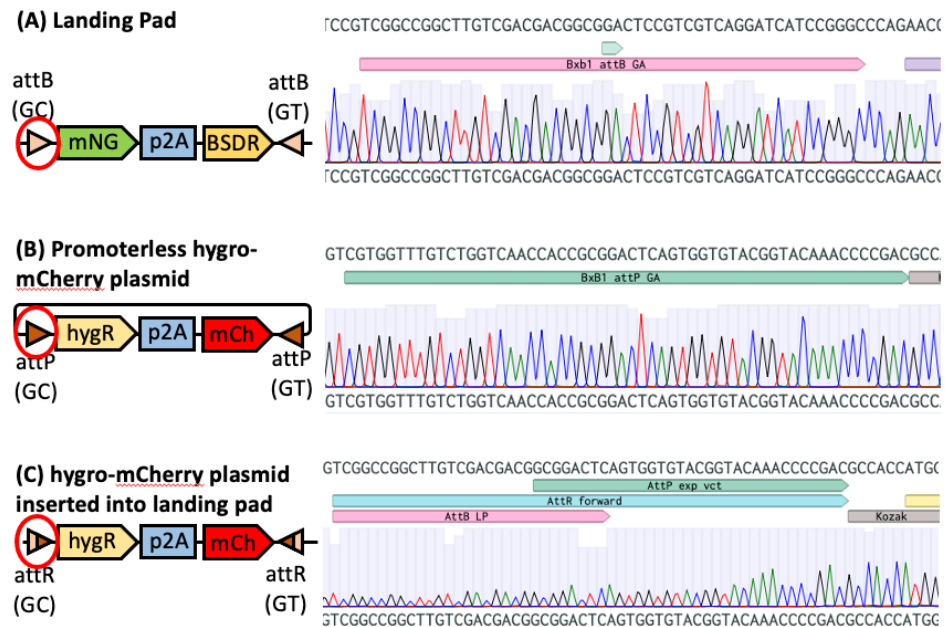 (A) Landing Pad
TCCGTCGGCCGGCTTGTCGACGACGGCGGACTCCGTCGTCAGGATCATCCGGGCCCAGAACC
Bxb1 attB GA
attB
(GC)
attB
(GT)
mNG
p2A
BSDR
TCCGTCGGCCGGCTTGTCGACGACGGCGGACTCCGTCGTCAGGATCATCCGGGCCCAGAACC
(B) Promoterless hygro-
mCherry plasmid
GTCGTGGTTTGTCTGGTCAACCACCGCGGACTCAGTGGTGTACGGTACAAACCCCGACGCC
BxB1 attP GA
hygR
p2A
mCh
attP
(GC)
attP
(GT)
GTCGTGGTTTGTCTGGTCAACCACCGCGGACTCAGTGGTGTACGGTACAAACCCCGACGCC
(C) hygro-mCherry plasmid
inserted into landing pad
GTCGGCCGGCTTGTCGACGACGGCGGACTCAGTGGTGTACGGTACAAACCCCGACGCCACCATGC
AttP exp vct
AttR forward
AttB LP
Kozak
hygR
p2A
mCh
attR
(GC)
attR
(GT)
GTCGGCCGGCTTGTCGACGACGGCGGACTCAGTGGTGTACGGTACAAACCCCGACGCCACCATGG